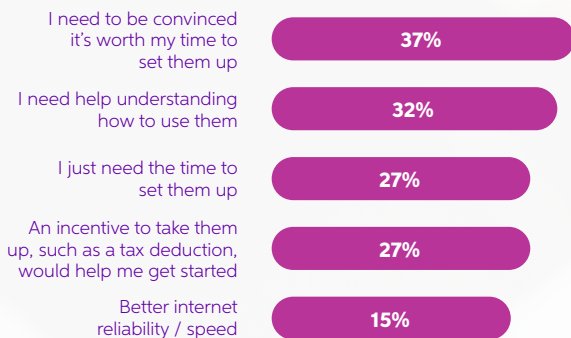 I need to be convinced
it's worth my time to
set them up
37%
I need help understanding
how to use them
32%
I just need the time to
set them up
27%
An incentive to take them
up, such as a tax deduction,
would help me get started
27%
Better internet
reliability / speed
15%